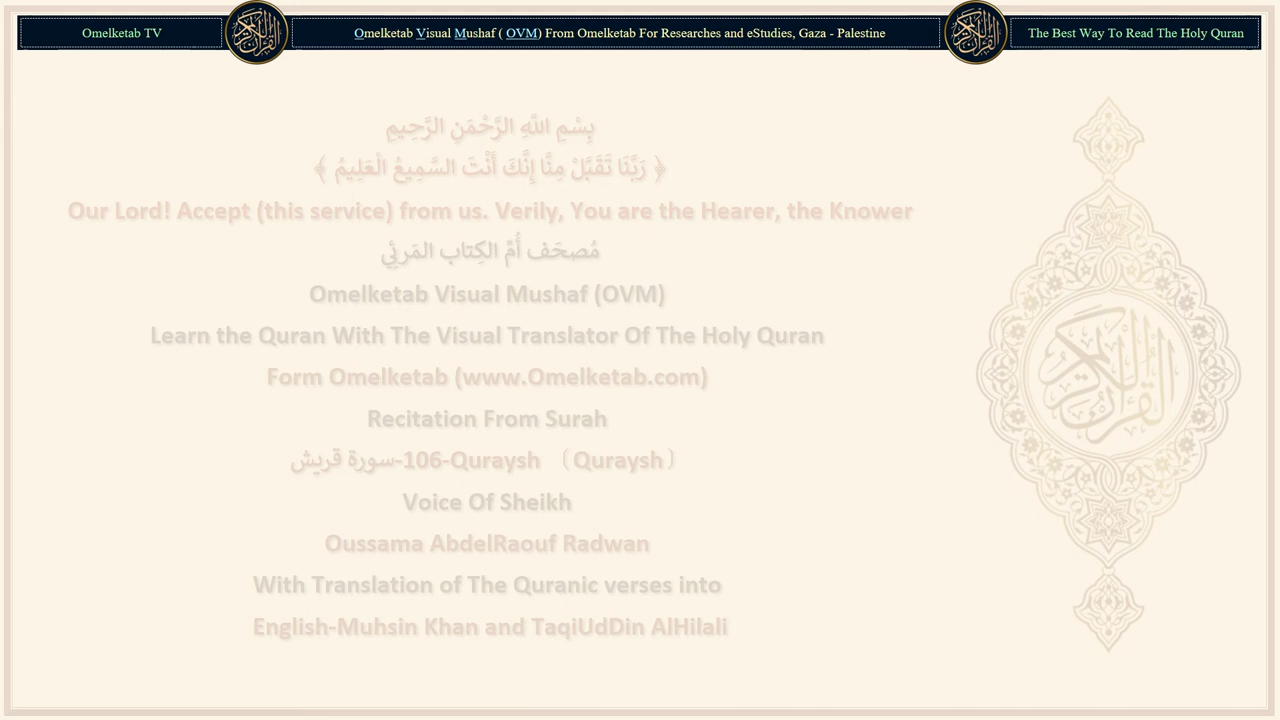 Omelketab TV
Omelketab Visual Mushaf ( OVM) From Omelketab For Researches and eStudies, Gaza - Palestine
The Best Way To Read The Holy Quran
بِسْمِ اللَّهِ الرَّحْمَنِ الرَّحِيمِ
﴿ رَبَّنَا تَقَبَّلْ مِنَّا إِنَّكَ أَنْتَ السَّمِيعُ الْعَلِيمُ ﴾
Our Lord! Accept (this service) from us. Verily, You are the Hearer, the Knower
مُصحَف أُمِّ الكِتاب المَرئِي
Omelketab Visual Mushaf (OVM)
Learn the Quran With The Visual Translator Of The Holy Quran
Form Omelketab (www.Omelketab.com)
Recitation From Surah
سورة قريش-106-Quraysh 〔Quraysh〕
Voice Of Sheikh
Oussama AbdelRaouf Radwan
With Translation of The Quranic verses into
English-Muhsin Khan and TaqiUdDin AlHilali
القرآن الكريم